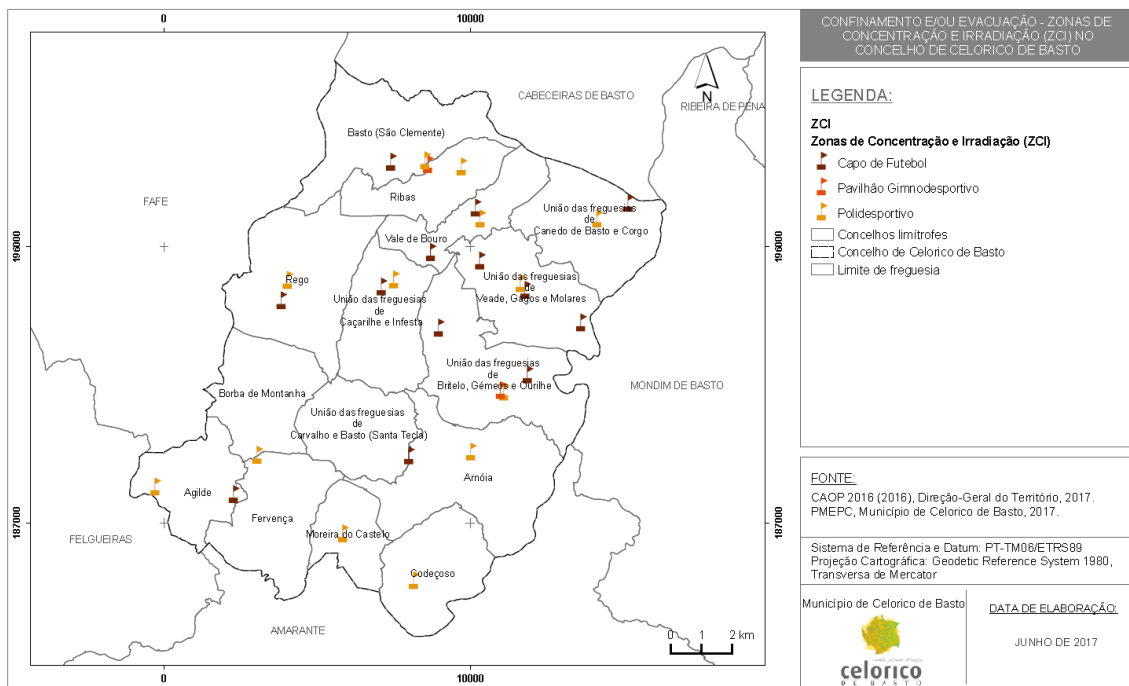 0
10000
CONFINAMENTO E/OU EVACUAÇÃO - ZONAS DE
CONCENTRAÇÃO E IRRADIAÇÃO (ZCI) NO
CONCELHO DE CELORICO DE BASTO
N
CABECEIRAS DE BASTO
RIBEIRA DE PENA
Basto (São Clemente)
Ribas
FAFE
União das freguesias
de
Canedo de Basto e Corgo
196000
196000
Vale de Bouro
Rego
União das freguesias
de
Veade, Gagos e Molares
União das freguesias
de
Caçarilhe e Infesta
União das freguesias
de
Britelo, Gémeos e Ourilhe
MONDIM DE BASTO
Borba de Montanha
União das freguesias
de
Carvalho e Basto (Santa Tecla)
Arnóia
Agilde
Fervença
187000
187000
Moreira do Castelo
FELGUEIRAS
Codeçoso
AMARANTE
0 1 2 km
0
10000
LEGENDA:
ZCI
Zonas de Concentração e Irradiação (ZCI)
Capo de Futebol
Pavilhão Gimnodesportivo
Polidesportivo
Concelhos limítrofes
Concelho de Celorico de Basto
Limite de freguesia
FONTE:
CAOP 2016 (2016), Direção-Geral do Território, 2017.
PMEPC, Município de Celorico de Basto, 2017.
Sistema de Referência e Datum: PT-TM06/ETRS89
Projeção Cartográfica: Geodetic Reference System 1980,
Transversa de Mercator
Município de Celorico de Basto
celorico
DE BASTO
DATA DE ELABORAÇÃO:
JUNHO DE 2017